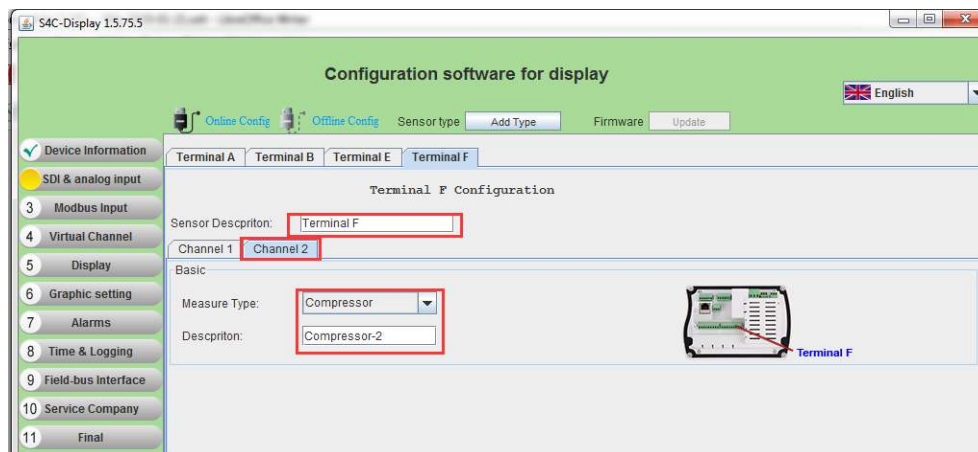 S4C-Display 1.5.75.5
Configuration software for display
English
Online Config Offline Config Sensor type Add Type Firmware Update
Device Information
SDI & analog input
3 Modbus Input
4 Virtual Channel
5 Display
6 Graphic setting
7 Alarms
8 Time & Logging
9 Field-bus Interface
10 Service Company
11 Final
Terminal A Terminal B Terminal E Terminal F
Terminal F Configuration
Sensor Descpriton: Terminal F
Channel 1 Channel 2
Basic
Measure Type: Compressor
Descpriton: Compressor-2
Terminal F